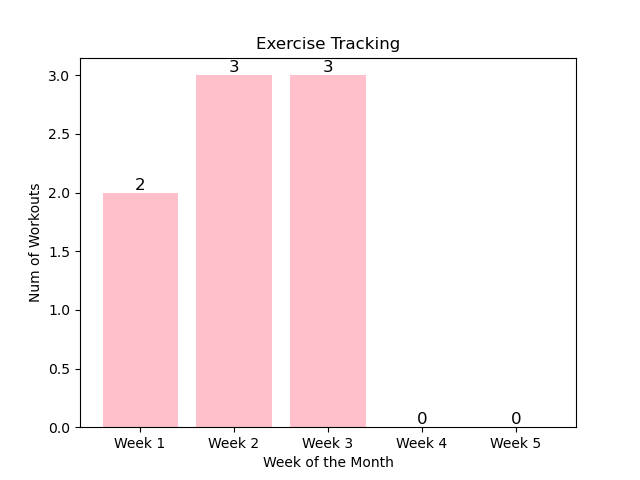 Exercise Tracking
3.0
2.5
2.0
1.5
1.0
0.5
0.0
Num of Workouts
2
3
3
0
0
Week 1
Week 2
Week 3
Week 4
Week 5
Week of the Month